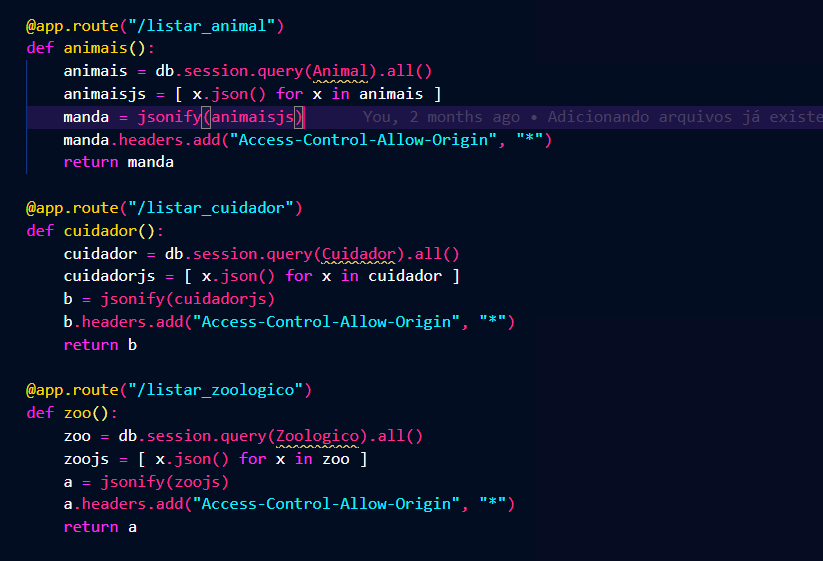 @app.route("/listar_animal")
def animais():
    animais = db.session.query(Animal).all()
    animaisjs = [ x.json() for x in animais ]
    manda = jsonify(animaisjs)      You, 2 months ago • Adicionando arquivos já existe
    manda.headers.add("Access-Control-Allow-Origin", "*")
    return manda
@app.route("/listar_cuidador")
def cuidador():
    cuidador = db.session.query(Cuidador).all()
    cuidadorjs = [ x.json() for x in cuidador ]
    b = jsonify(cuidadorjs)
    b.headers.add("Access-Control-Allow-Origin", "*")
    return b
@app.route("/listar_zoologico")
def zoo():
    zoo = db.session.query(Zoologico).all()
    zoojs = [ x.json() for x in zoo ]
    a = jsonify(zoojs)
    a.headers.add("Access-Control-Allow-Origin", "*")
    return a